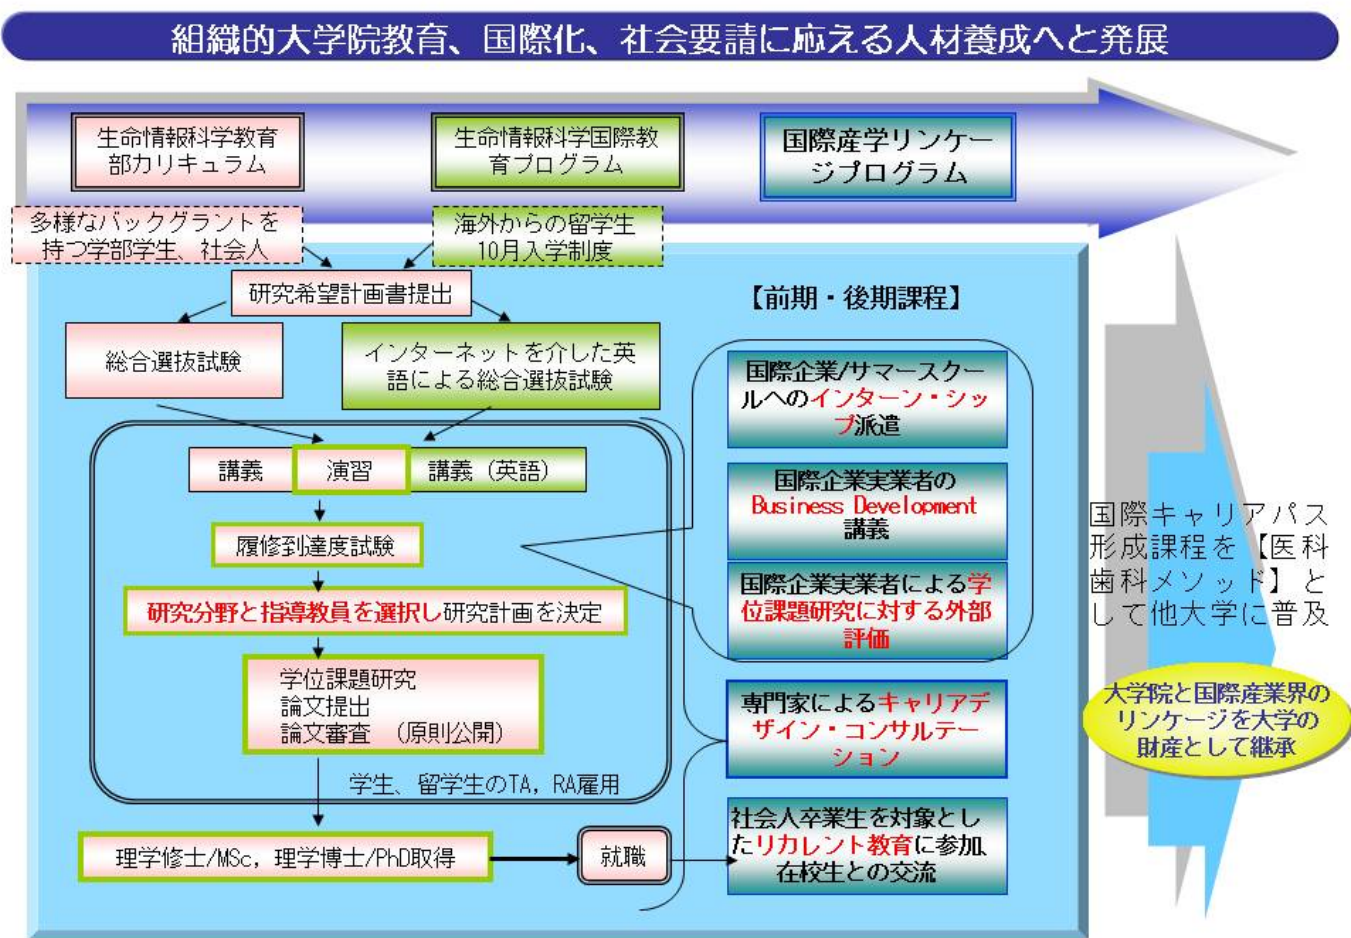 組織的大学院教育、国際化、社会要請に応える人材養成へと発展
生命情報科学教育
部カリキュラム
生命情報科学国際教
育プログラム
国際産学リンケー
ジプログラム
多様なバックグラントを
持つ学部学生、社会人
海外からの留学生
10月入学制度
研究希望計画書提出
【前期・後期課程】
総合選抜試験
インターネットを介した英
語による総合選抜試験
国際企業/サマースクー
ルへのインターン・シッ
プ派遣
講義
演習
講義（英語）
国際企業実業者の
Business Development
講義
履修到達度試験
国際企業実業者による学
位課題研究に対する外部
評価
研究分野と指導教員を選択し研究計画を決定
学位課題研究
論文提出
論文審査　（原則公開）
専門家によるキャリアデ
ザイン・コンサルテー
ション
学生、留学生のTA，RA雇用
社会人卒業生を対象とし
たリカレント教育に参加、
在校生との交流
理学修士/MSc，理学博士/PhD取得
就職
国際キャリアパス
形成課程を【医科
歯科メソッド】と
して他大学に普及
大学院と国際産業界の
リンケージを大学の
財産として継承